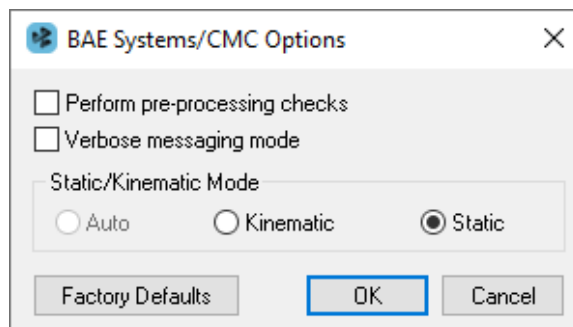 BAE Systems/CMC Options
Perform pre-processing checks
Verbose messaging mode
Static/Kinematic Mode
Auto Kinematic Static
Factory Defaults OK Cancel